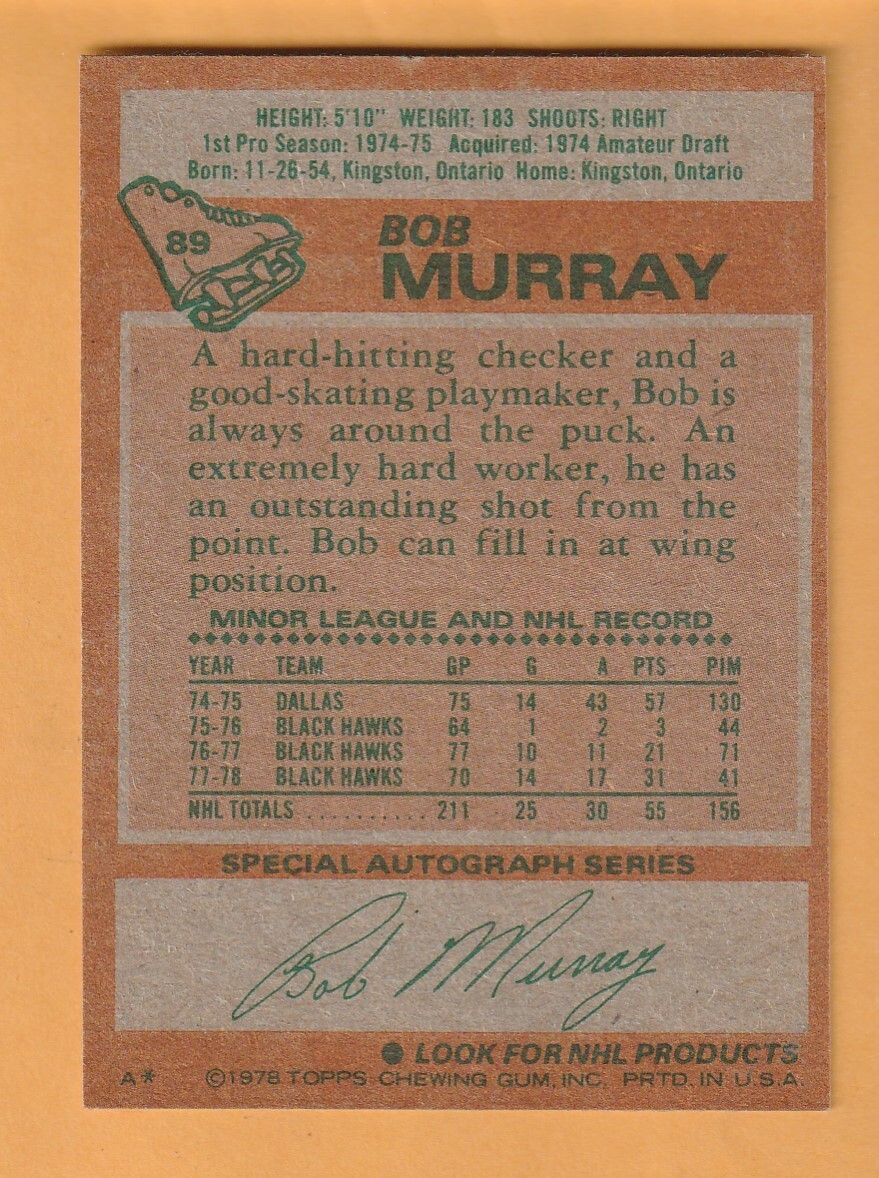 HEIGHT: 5'10" WEIGHT: 183 SHOOTS: RIGHT
1st Pro Season: 1974-75 Acquired: 1974 Amateur Draft
Born: 11-26-54, Kingston, Ontario Home: Kingston, Ontario
89
BOB
MURRAY
A hard-hitting checker and a
good-skating playmaker, Bob is
always around the puck. An
extremely hard worker, he has
an outstanding shot from the
point. Bob can fill in at wing
position.
MINOR LEAGUE AND NHL RECORD
YEAR TEAM GP G A PTS PIM
74-75 DALLAS 75 14 43 57 130
75-76 BLACK HAWKS 64 1 2 3 44
76-77 BLACK HAWKS 77 10 11 21 71
77-78 BLACK HAWKS 70 14 17 31 41
NHL TOTALS .......... 211 25 30 55 156
SPECIAL AUTOGRAPH SERIES
Bob Murray
● LOOK FOR NHL PRODUCTS
A* ©1978 TOPPS CHEWING GUM, INC. PRTD. IN U.S.A.